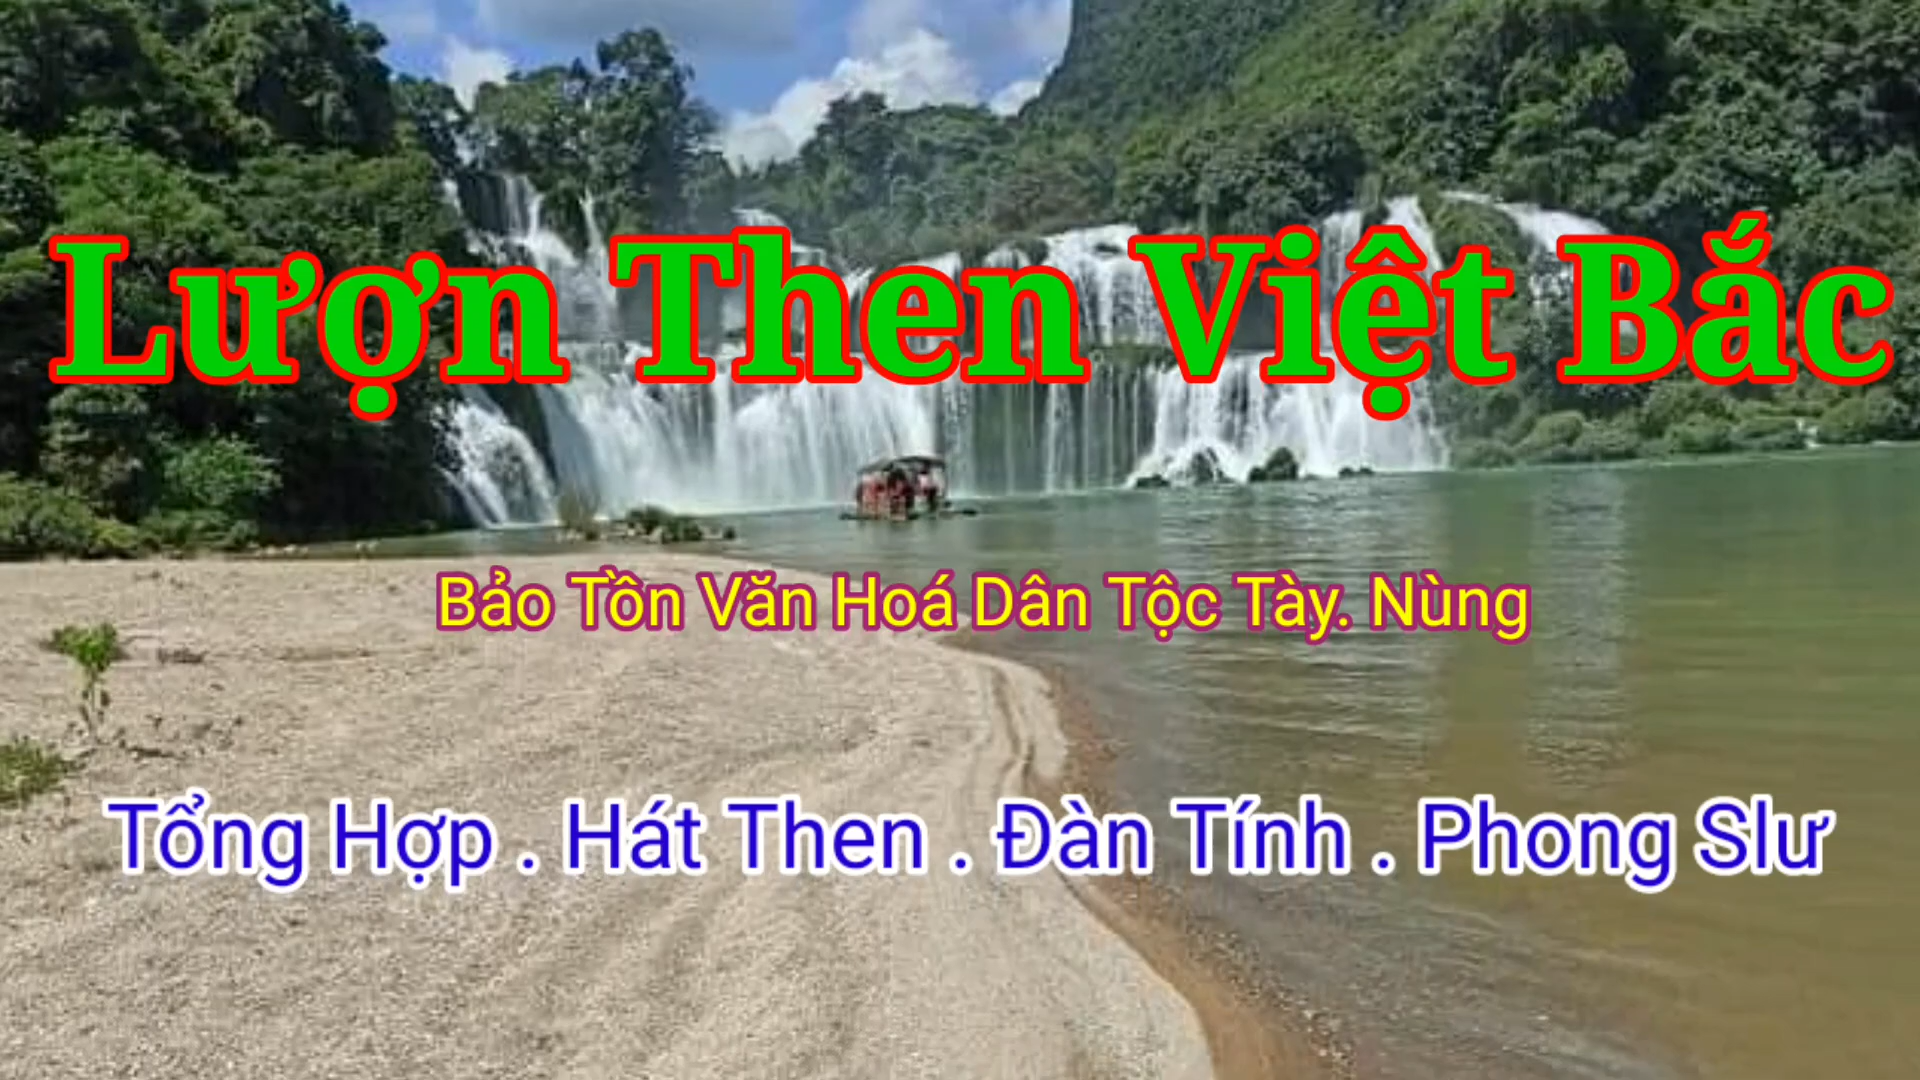 Lượn Then Việt Bắc
Bảo Tồn Văn Hoá Dân Tộc Tày. Nùng
Tổng Hợp . Hát Then . Đàn Tính . Phong Slư